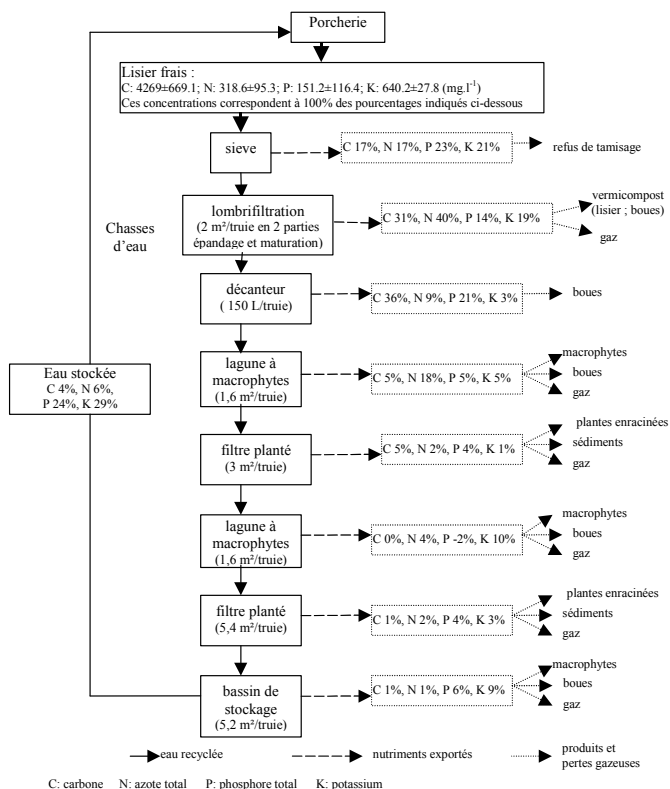 Porcherie
Lisier frais :
C: 4269±669.1; N: 318.6±95.3; P: 151.2±116.4; K: 640.2±27.8 (mg.l-1)
Ces concentrations correspondent à 100% des pourcentages indiqués ci-dessous
sieve
C 17%, N 17%, P 23%, K 21%
refus de tamisage
Chasses
d’eau
lombrifiltration
(2 m²/truie en 2 parties
épandage et maturation)
C 31%, N 40%, P 14%, K 19%
vermicompost
(lisier ; boues)
gaz
décanteur
( 150 L/truie)
C 36%, N 9%, P 21%, K 3%
boues
Eau stockée
C 4%, N 6%,
P 24%, K 29%
lagune à
macrophytes
(1,6 m²/truie)
C 5%, N 18%, P 5%, K 5%
macrophytes
boues
gaz
filtre planté
(3 m²/truie)
C 5%, N 2%, P 4%, K 1%
plantes enracinées
sédiments
gaz
lagune à
macrophytes
(1,6 m²/truie)
C 0%, N 4%, P -2%, K 10%
macrophytes
boues
gaz
filtre planté
(5,4 m²/truie)
C 1%, N 2%, P 4%, K 3%
plantes enracinées
sédiments
gaz
bassin de
stockage
(5,2 m²/truie)
C 1%, N 1%, P 6%, K 9%
macrophytes
boues
gaz
eau recyclée
nutriments exportés
produits et
pertes gazeuses
C: carbone N: azote total P: phosphore total K: potassium